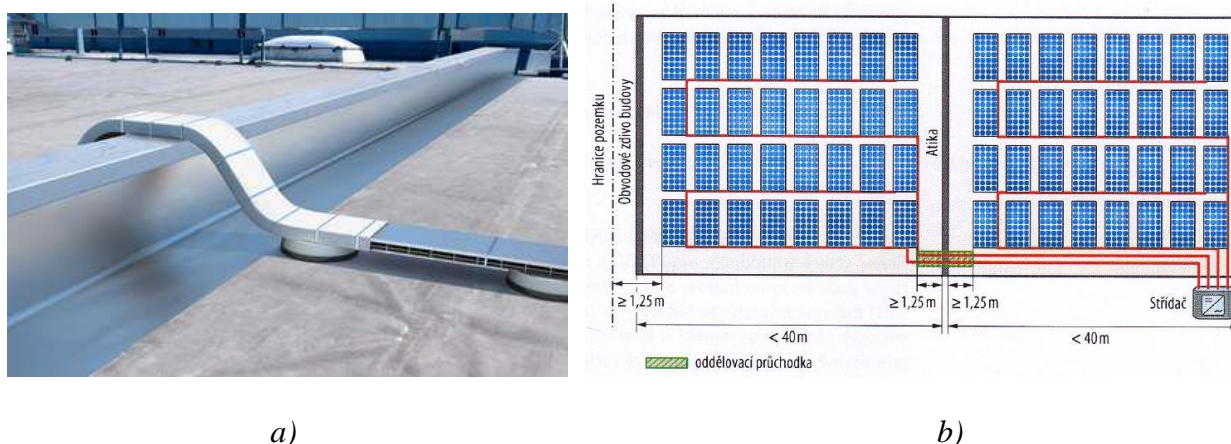 Hranice pozemku
Obvodové zdivo budovy
Atika
≥ 1,25 m
≥ 1,25 m
≥ 1,25 m
Střídač
< 40 m
< 40 m
oddělovací průchodka
a)
b)